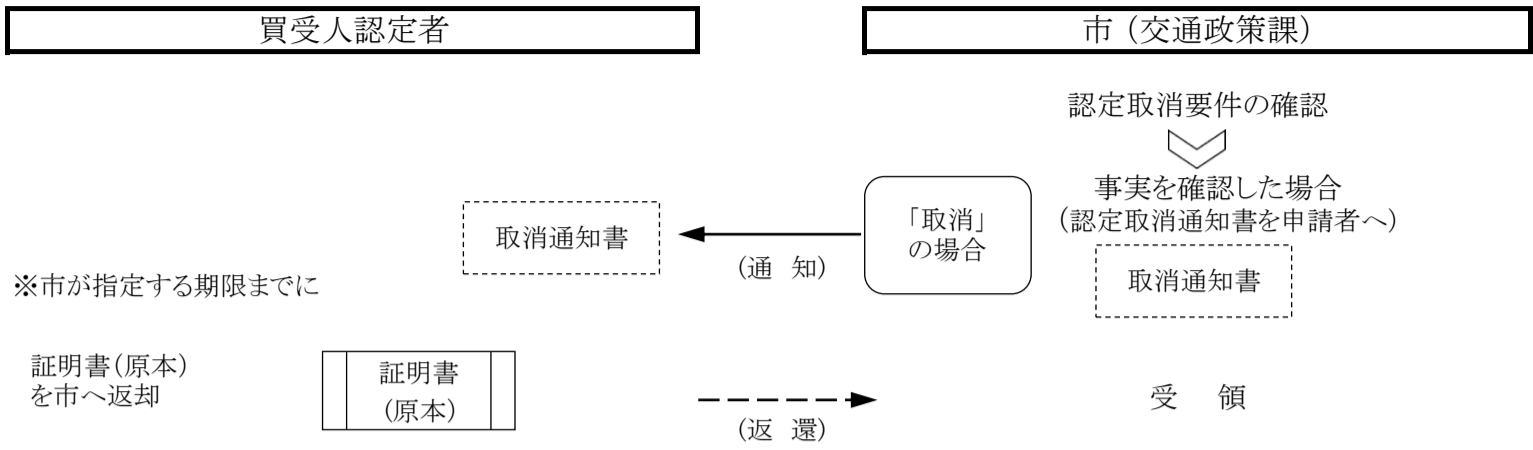 買受人認定者
市（交通政策課）
認定取消要件の確認
事実を確認した場合
（認定取消通知書を申請者へ）
「取消」
の場合
取消通知書
（通　知）
取消通知書
※市が指定する期限までに
証明書（原本）
を市へ返却
証明書
（原本）
（返　還）
受　領